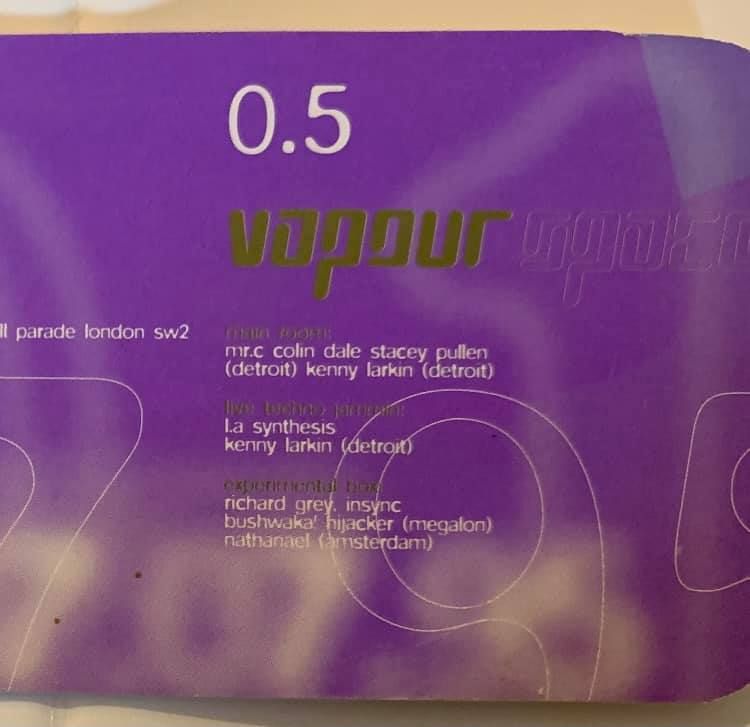 0.5
vapour space
ll parade london sw2
main room:
mr.c colin dale stacey pullen
(detroit) kenny larkin (detroit)
live techno jammin:
l.a synthesis
kenny larkin (detroit)
experimental box:
richard grey, insync
bushwaka! hijacker (megalon)
nathanael (amsterdam)